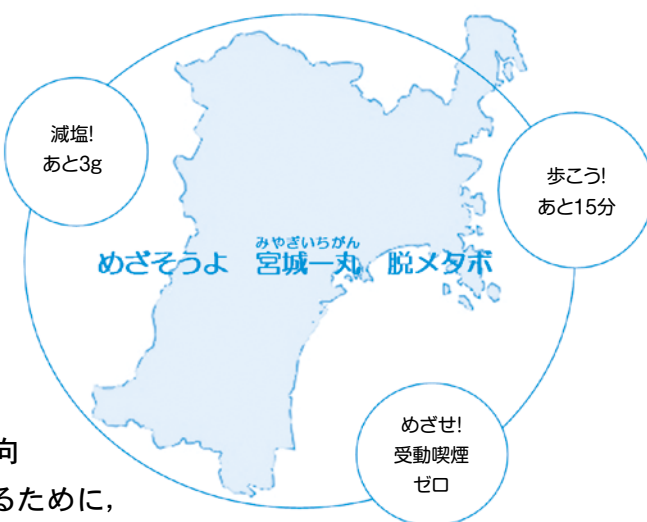 減塩!
あと3g
歩こう!
あと15分
みやぎいちがん
めざそうよ　宮城一丸　脱メタボ
めざせ!
受動喫煙
ゼロ
向
るために,